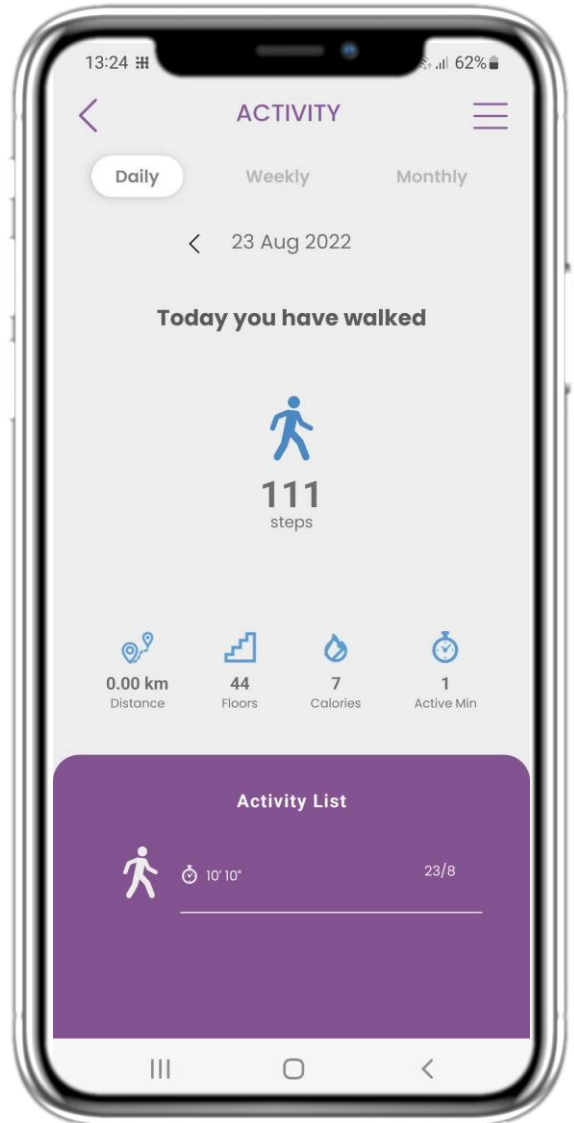 13:24 62%
ACTIVITY
Daily Weekly Monthly
23 Aug 2022
Today you have walked
111
steps
0.00 km 44 7 1
Distance Floors Calories Active Min
Activity List
10' 10" 23/8